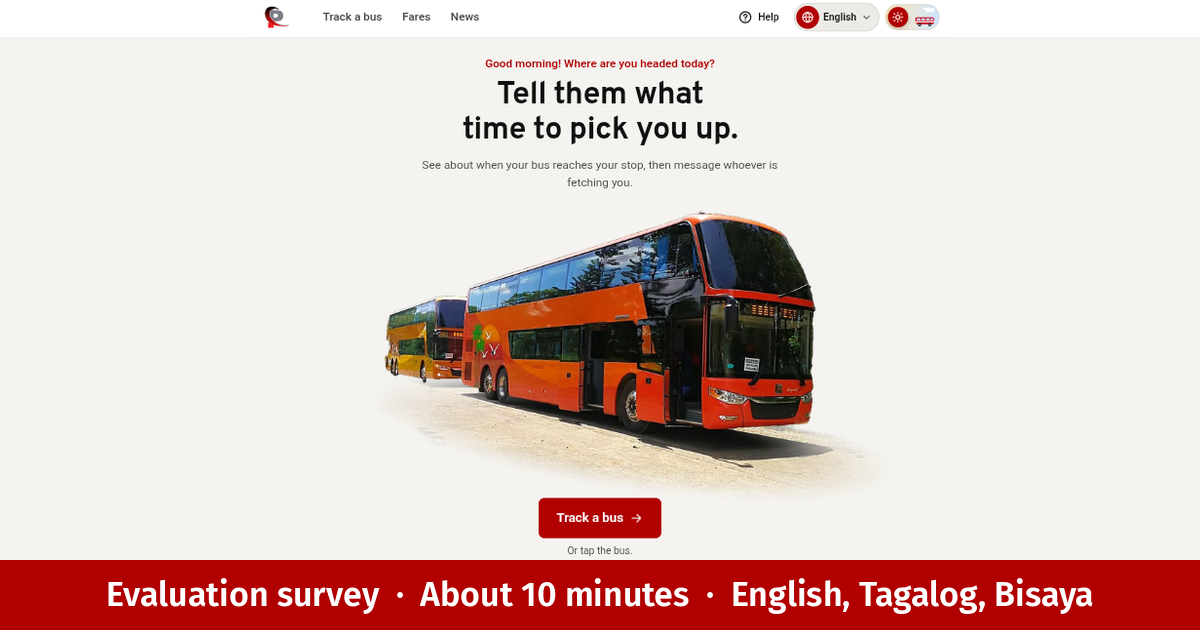 Track a bus
Fares
News
Help
English
Good morning! Where are you headed today?
Tell them what
time to pick you up.
See about when your bus reaches your stop, then message whoever is
fetching you.
Track a bus →
Or tap the bus.
Evaluation survey · About 10 minutes · English, Tagalog, Bisaya